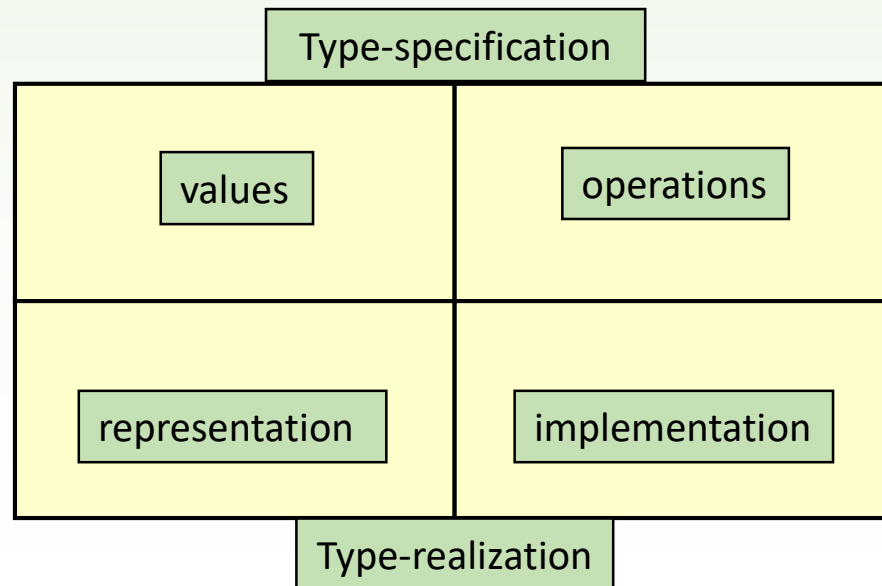 Type-specification
values
operations
representation
implementation
Type-realization